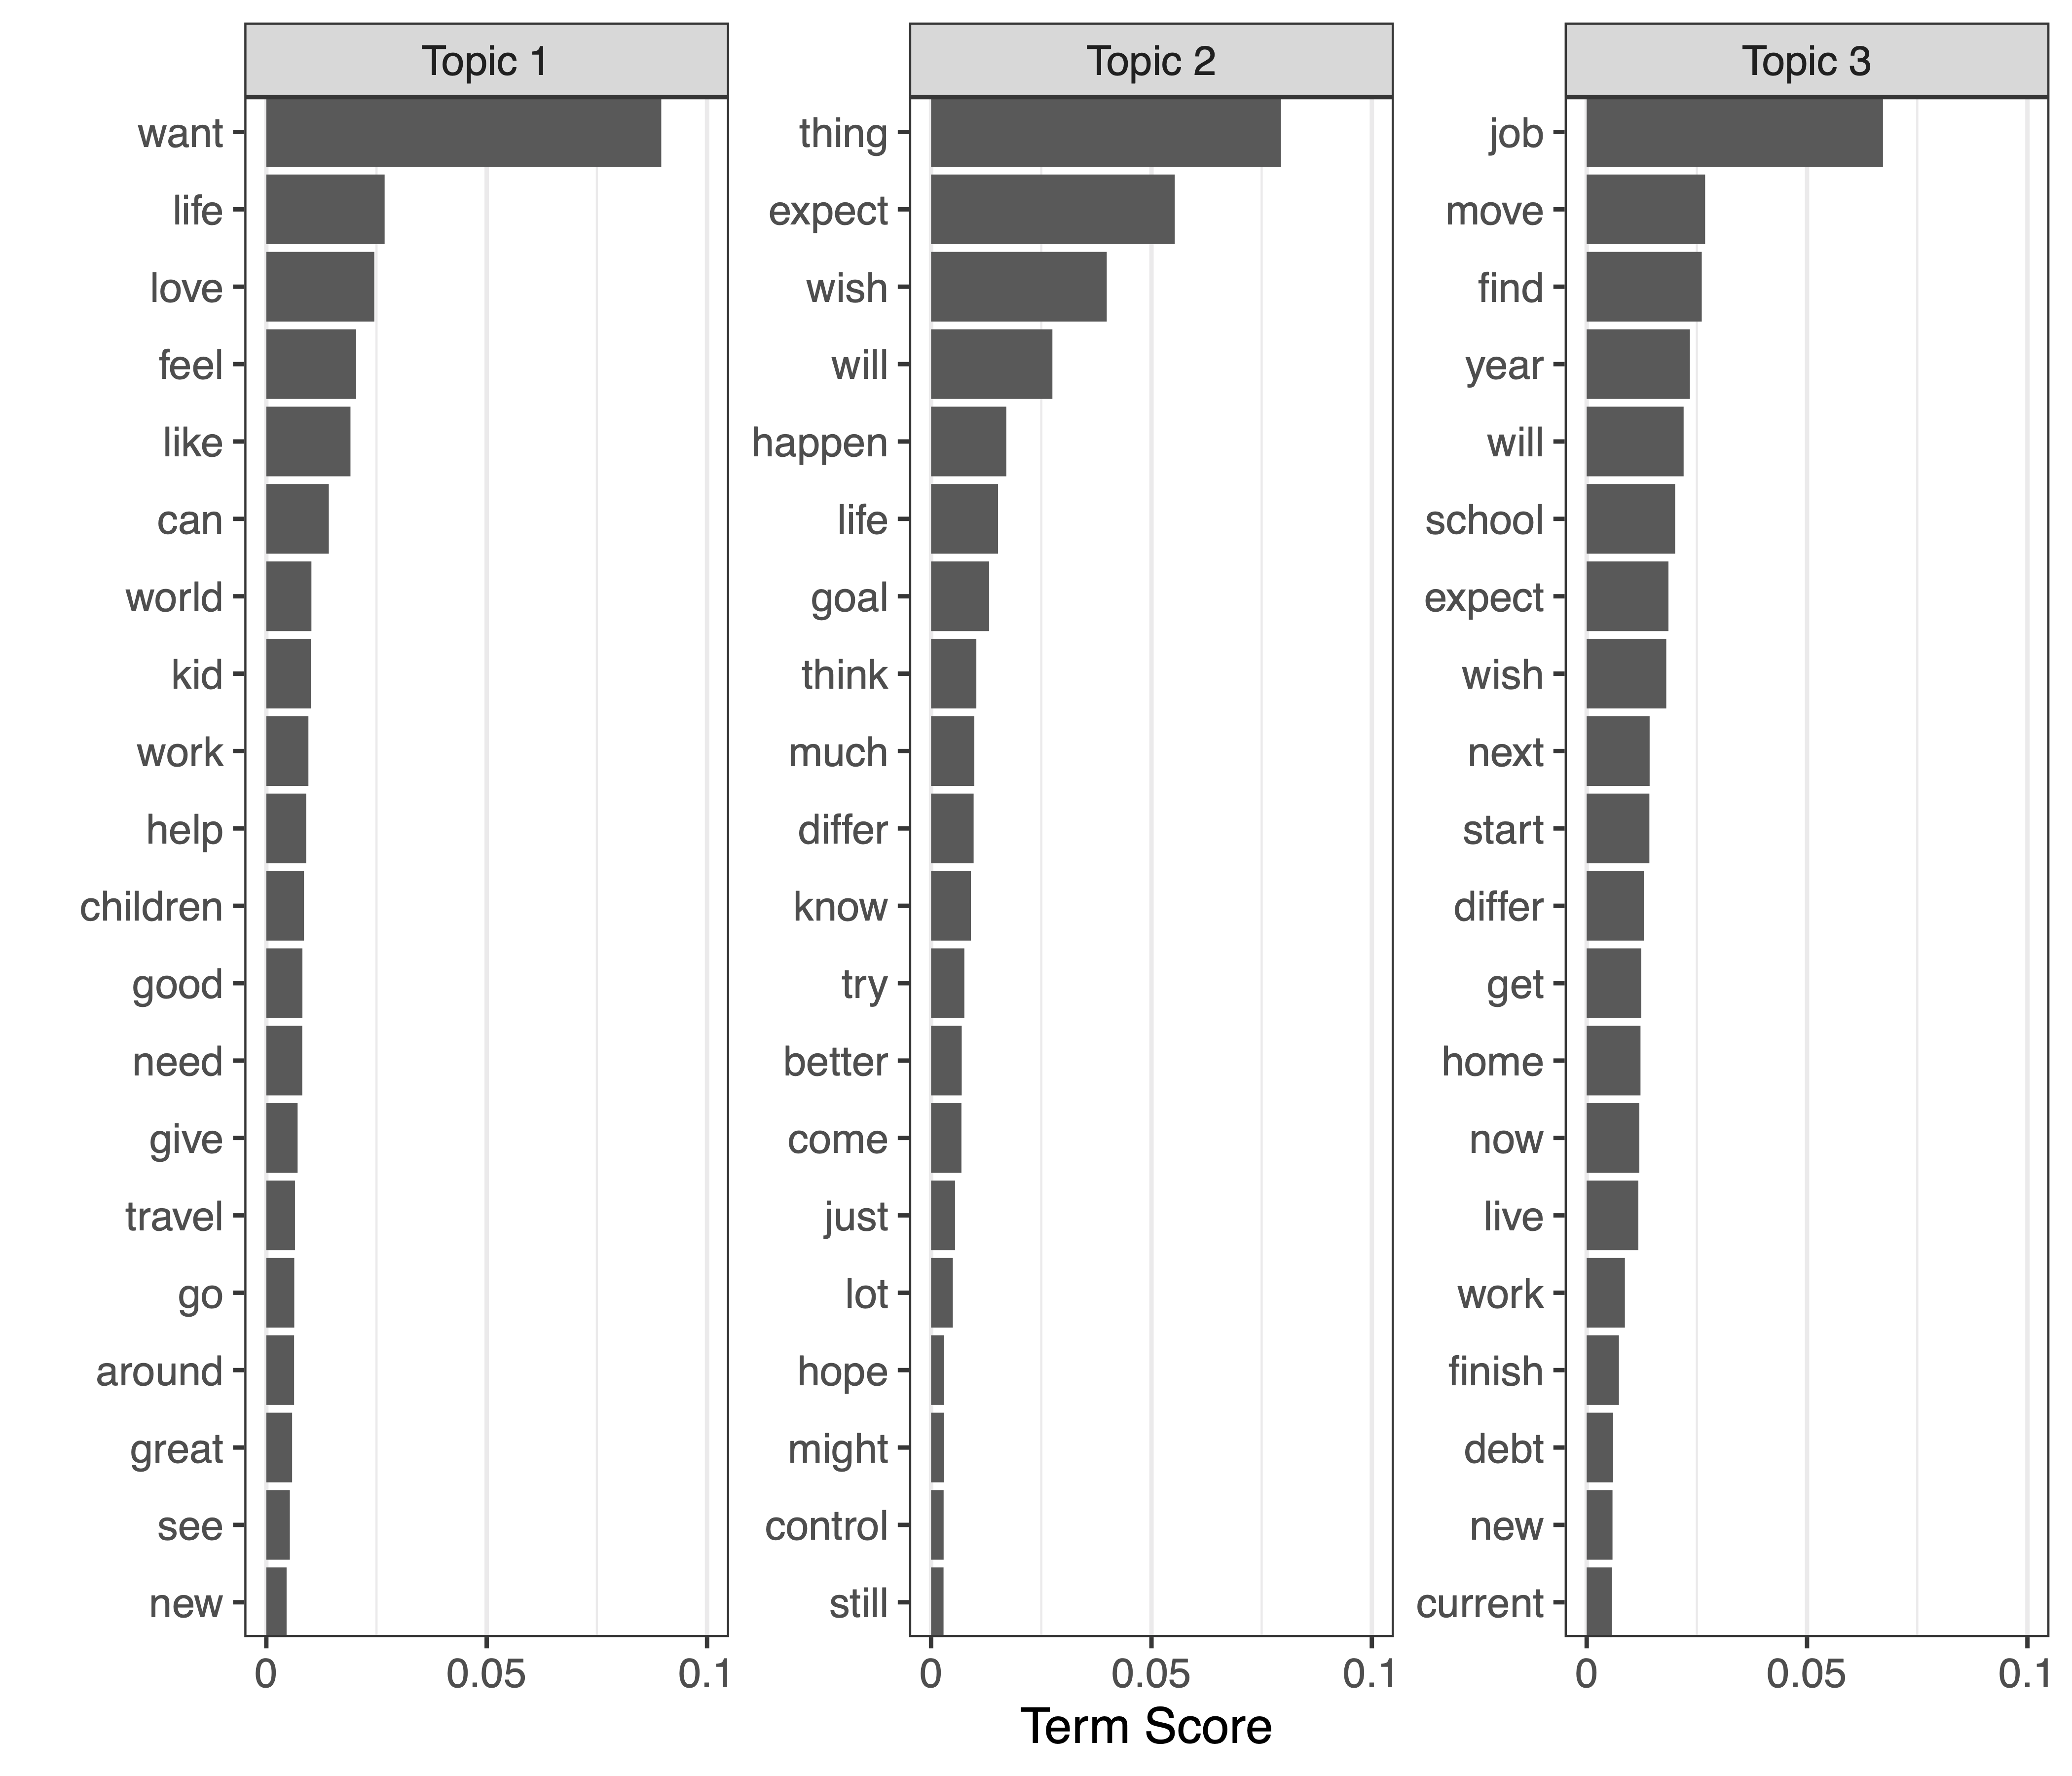 Topic 1
want
life
love
feel
like
can
world
kid
work
help
children
good
need
give
travel
go
around
great
see
new
0 0.05 0.1
Topic 2
thing
expect
wish
will
happen
life
goal
think
much
differ
know
try
better
come
just
lot
hope
might
control
still
0 0.05 0.1
Topic 3
job
move
find
year
will
school
expect
wish
next
start
differ
get
home
now
live
work
finish
debt
new
current
0 0.05 0.1
Term Score